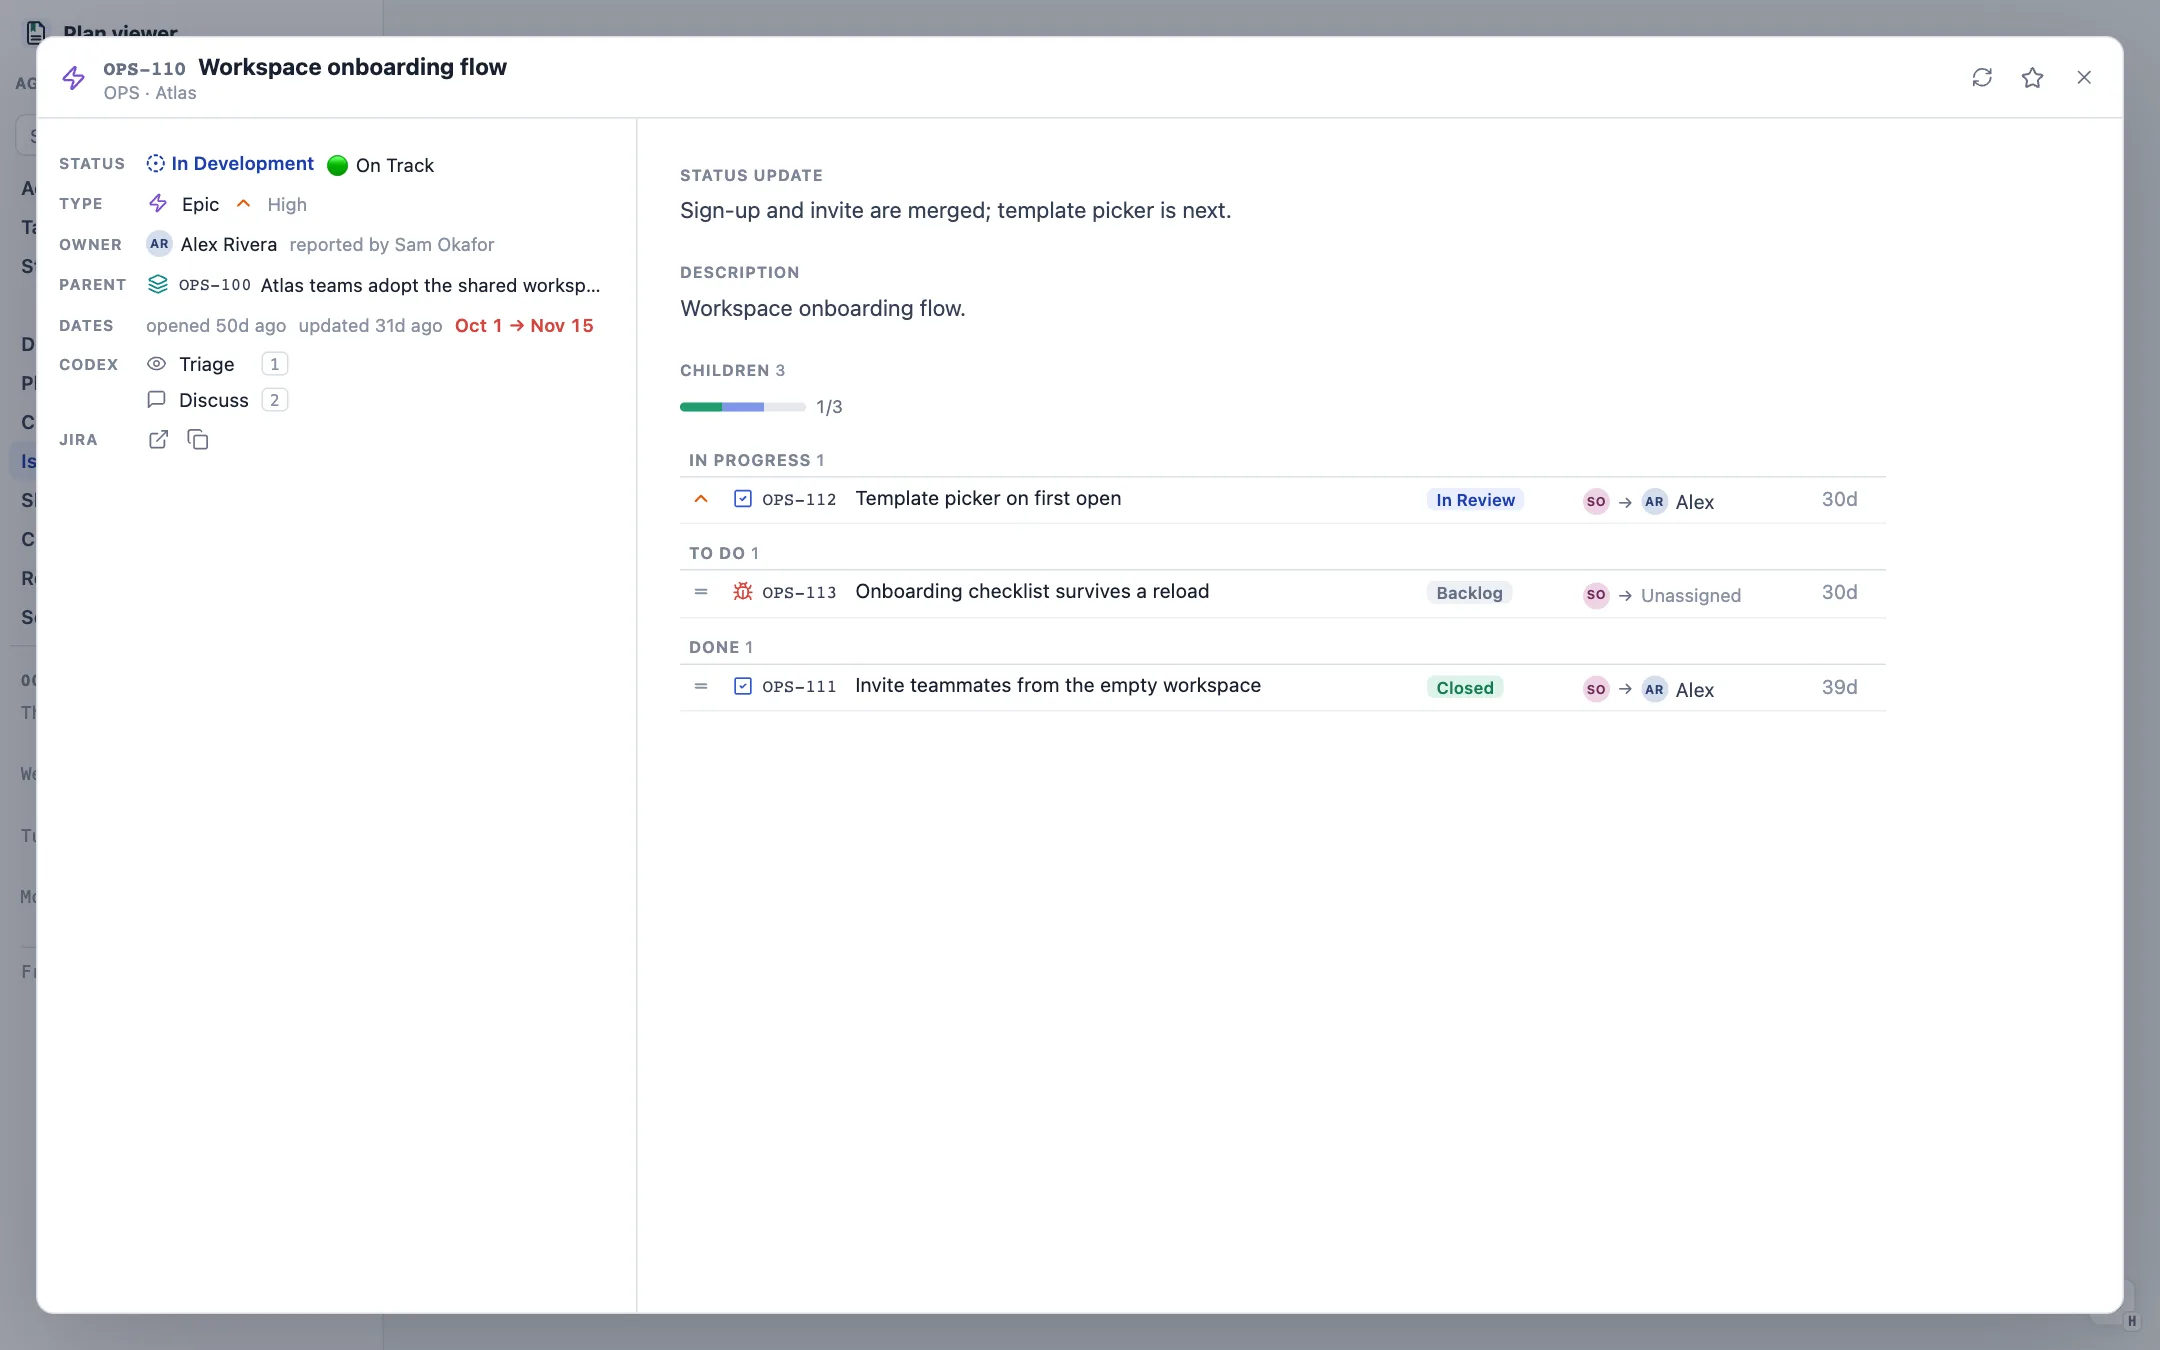 Plan viewer
OPS-110 Workspace onboarding flow
OPS · Atlas
STATUS In Development On Track
TYPE Epic High
OWNER AR Alex Rivera reported by Sam Okafor
PARENT OPS-100 Atlas teams adopt the shared worksp...
DATES opened 50d ago updated 31d ago Oct 1 → Nov 15
CODEX Triage 1
Discuss 2
JIRA
STATUS UPDATE
Sign-up and invite are merged; template picker is next.
DESCRIPTION
Workspace onboarding flow.
CHILDREN 3
1/3
IN PROGRESS 1
OPS-112 Template picker on first open In Review SO → AR Alex 30d
TO DO 1
OPS-113 Onboarding checklist survives a reload Backlog SO → Unassigned 30d
DONE 1
OPS-111 Invite teammates from the empty workspace Closed SO → AR Alex 39d
H